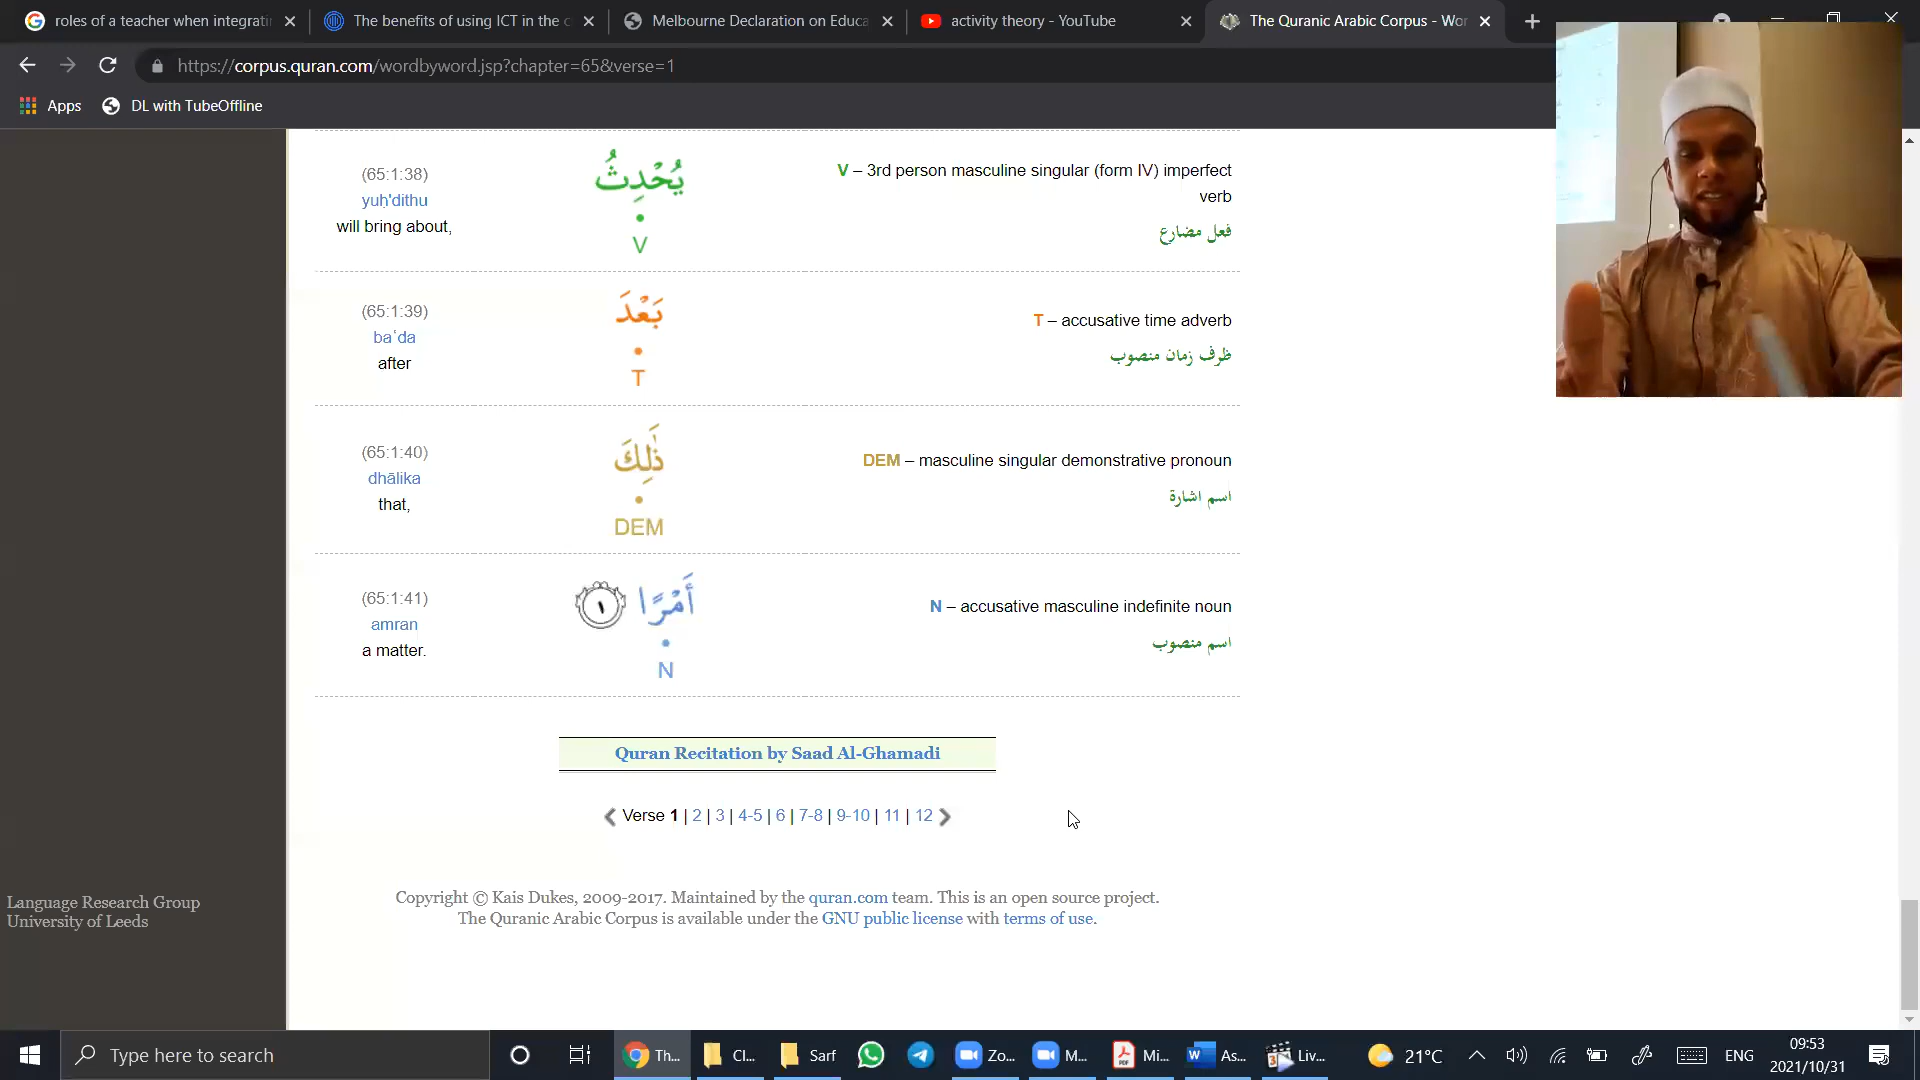 roles of a teacher when integrati
The benefits of using ICT in the c
Melbourne Declaration on Educa
activity theory - YouTube
The Quranic Arabic Corpus - Wor
https://corpus.quran.com/wordbyword.jsp?chapter=65&verse=1
Apps
DL with TubeOffline
(65:1:38)
yuḥ'dithu
will bring about,
يُحْدِثُ
V
V – 3rd person masculine singular (form IV) imperfect
verb
فعل مضارع
(65:1:39)
baʿda
after
بَعْدَ
T
T – accusative time adverb
ظرف زمان منصوب
(65:1:40)
dhālika
that,
ذَٰلِكَ
DEM
DEM – masculine singular demonstrative pronoun
اسم اشارة
(65:1:41)
amran
a matter.
أَمْرًا ١
N
N – accusative masculine indefinite noun
اسم منصوب
Quran Recitation by Saad Al-Ghamadi
Verse 1 | 2 | 3 | 4-5 | 6 | 7-8 | 9-10 | 11 | 12
Copyright © Kais Dukes, 2009-2017. Maintained by the quran.com team. This is an open source project.
The Quranic Arabic Corpus is available under the GNU public license with terms of use.
Language Research Group
University of Leeds
Type here to search
Th...
Cl...
Sarf
Zo...
M...
Mi...
As...
Liv...
21°C
ENG
09:53
2021/10/31